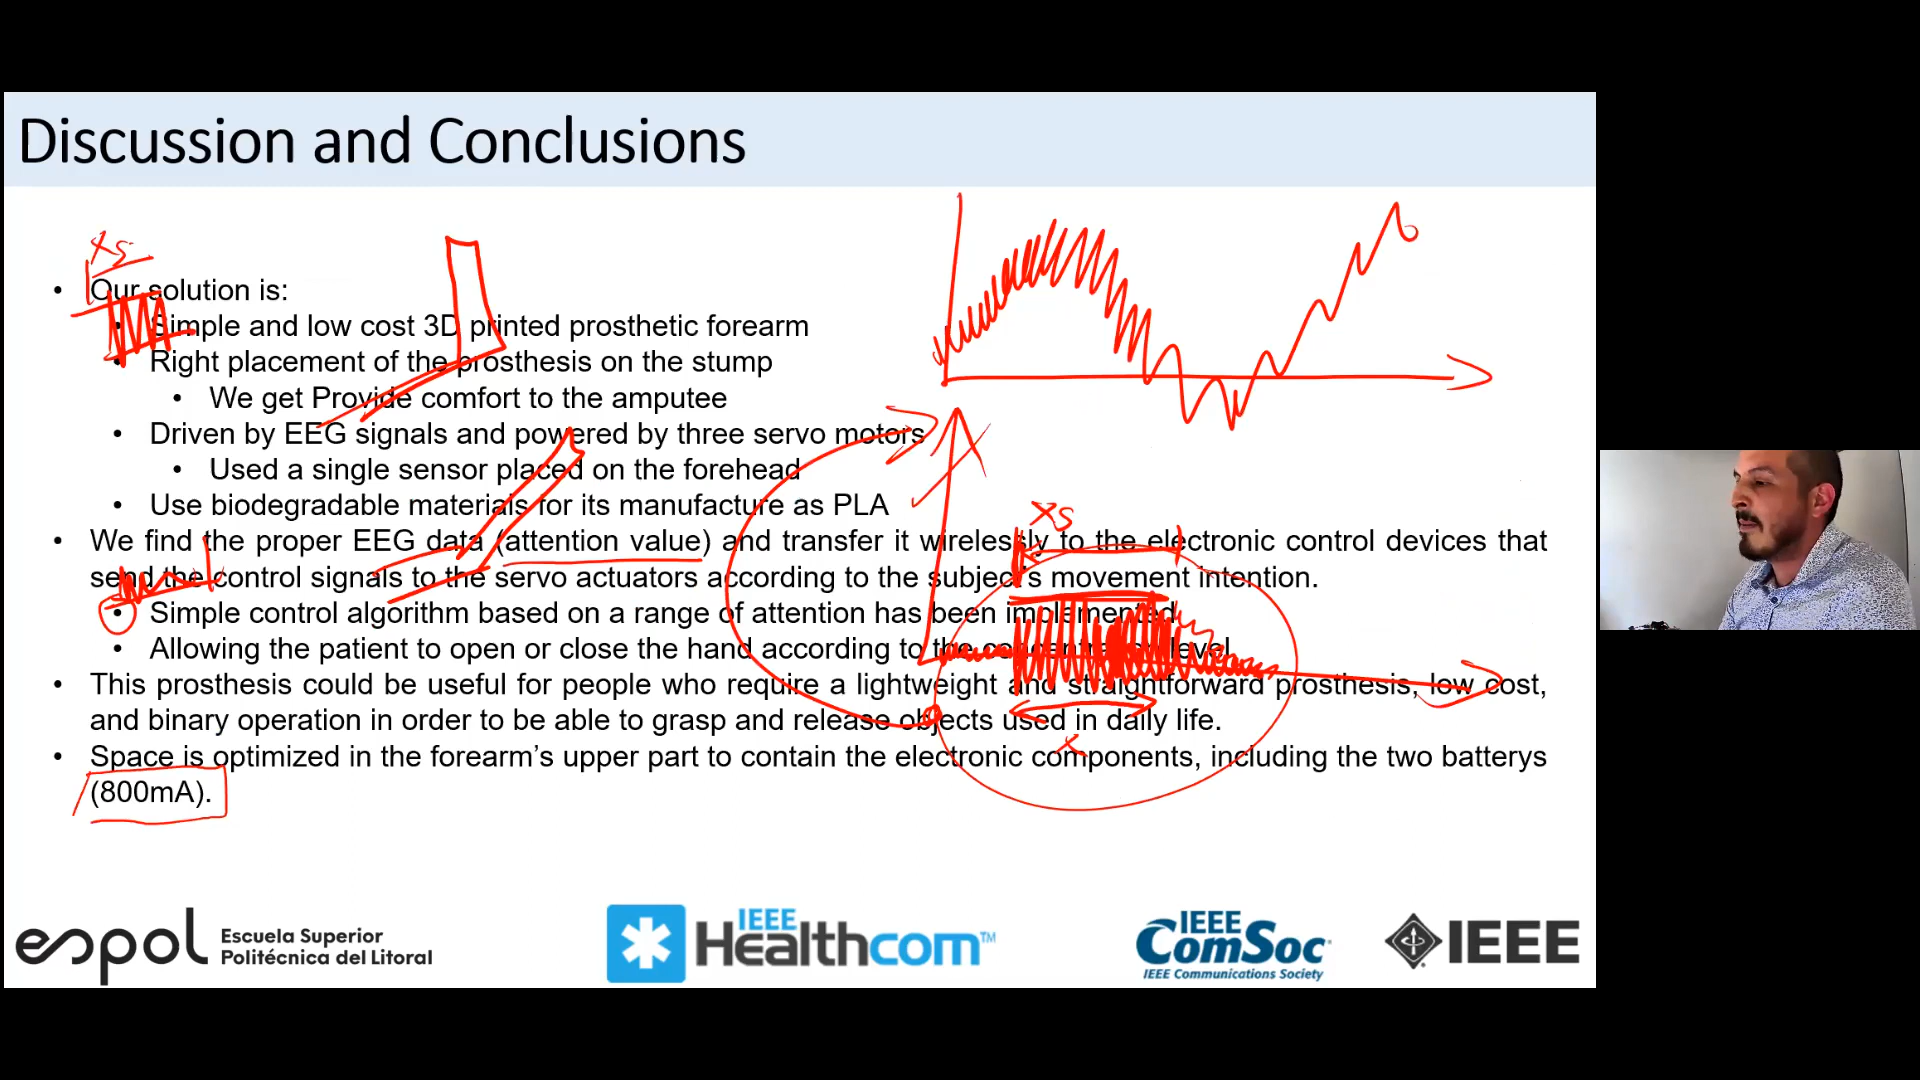 Discussion and Conclusions
xs
• Our solution is:
• Simple and low cost 3D printed prosthetic forearm
• Right placement of the prosthesis on the stump
• We get Provide comfort to the amputee
• Driven by EEG signals and powered by three servo motors
• Used a single sensor placed on the forehead
• Use biodegradable materials for its manufacture as PLA
xs
• We find the proper EEG data (attention value) and transfer it wirelessly to the electronic control devices that
send the control signals to the servo actuators according to the subject's movement intention.
• Simple control algorithm based on a range of attention has been implemented
• Allowing the patient to open or close the hand according to the concentration level
• This prosthesis could be useful for people who require a lightweight and straightforward prosthesis, low cost,
and binary operation in order to be able to grasp and release objects used in daily life.
x
• Space is optimized in the forearm’s upper part to contain the electronic components, including the two batterys
(800mA).
espol Escuela Superior
Politécnica del Litoral
IEEE
Healthcom™
IEEE
ComSoc
IEEE Communications Society
IEEE